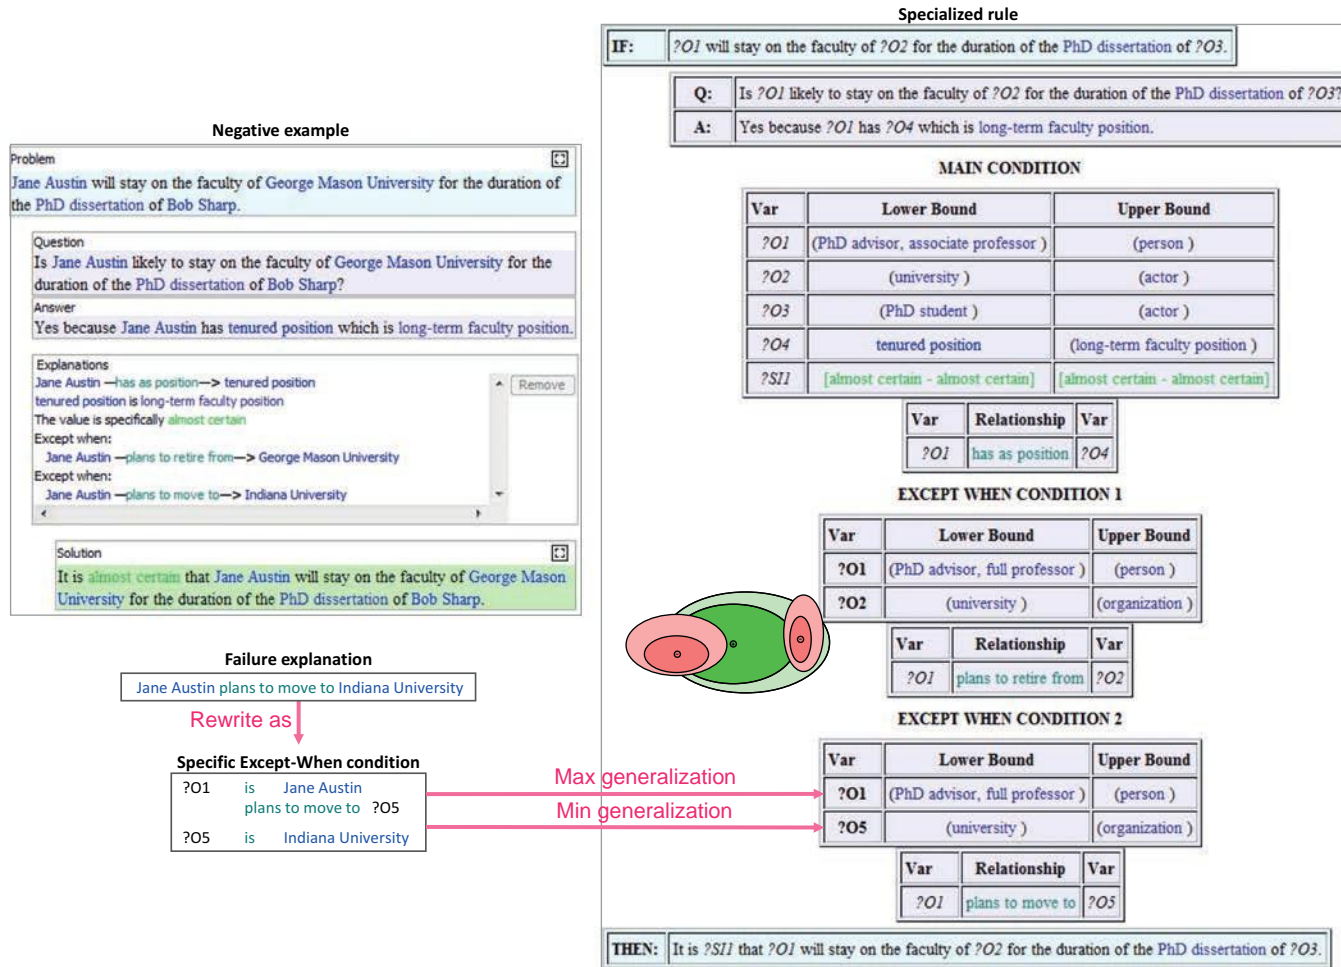 Specialized rule
IF: ?O1 will stay on the faculty of ?O2 for the duration of the PhD dissertation of ?O3.
Q: Is ?O1 likely to stay on the faculty of ?O2 for the duration of the PhD dissertation of ?O3?
A: Yes because ?O1 has ?O4 which is long-term faculty position.
MAIN CONDITION
Var Lower Bound Upper Bound
?O1 (PhD advisor, associate professor ) (person )
?O2 (university ) (actor )
?O3 (PhD student ) (actor )
?O4 tenured position (long-term faculty position )
?SI1 [almost certain - almost certain] [almost certain - almost certain]
Var Relationship Var
?O1 has as position ?O4
EXCEPT WHEN CONDITION 1
Var Lower Bound Upper Bound
?O1 (PhD advisor, full professor ) (person )
?O2 (university ) (organization )
Var Relationship Var
?O1 plans to retire from ?O2
EXCEPT WHEN CONDITION 2
Var Lower Bound Upper Bound
?O1 (PhD advisor, full professor ) (person )
?O5 (university ) (organization )
Var Relationship Var
?O1 plans to move to ?O5
THEN: It is ?SI1 that ?O1 will stay on the faculty of ?O2 for the duration of the PhD dissertation of ?O3.
Negative example
Problem
Jane Austin will stay on the faculty of George Mason University for the duration of
the PhD dissertation of Bob Sharp.
Question
Is Jane Austin likely to stay on the faculty of George Mason University for the
duration of the PhD dissertation of Bob Sharp?
Answer
Yes because Jane Austin has tenured position which is long-term faculty position.
Explanations
Jane Austin —has as position—> tenured position
Remove
tenured position is long-term faculty position
The value is specifically almost certain
Except when:
Jane Austin —plans to retire from—> George Mason University
Except when:
Jane Austin —plans to move to—> Indiana University
Solution
It is almost certain that Jane Austin will stay on the faculty of George Mason
University for the duration of the PhD dissertation of Bob Sharp.
Failure explanation
Jane Austin plans to move to Indiana University
Rewrite as
Specific Except-When condition
?O1 is Jane Austin
plans to move to ?O5
?O5 is Indiana University
Max generalization
Min generalization